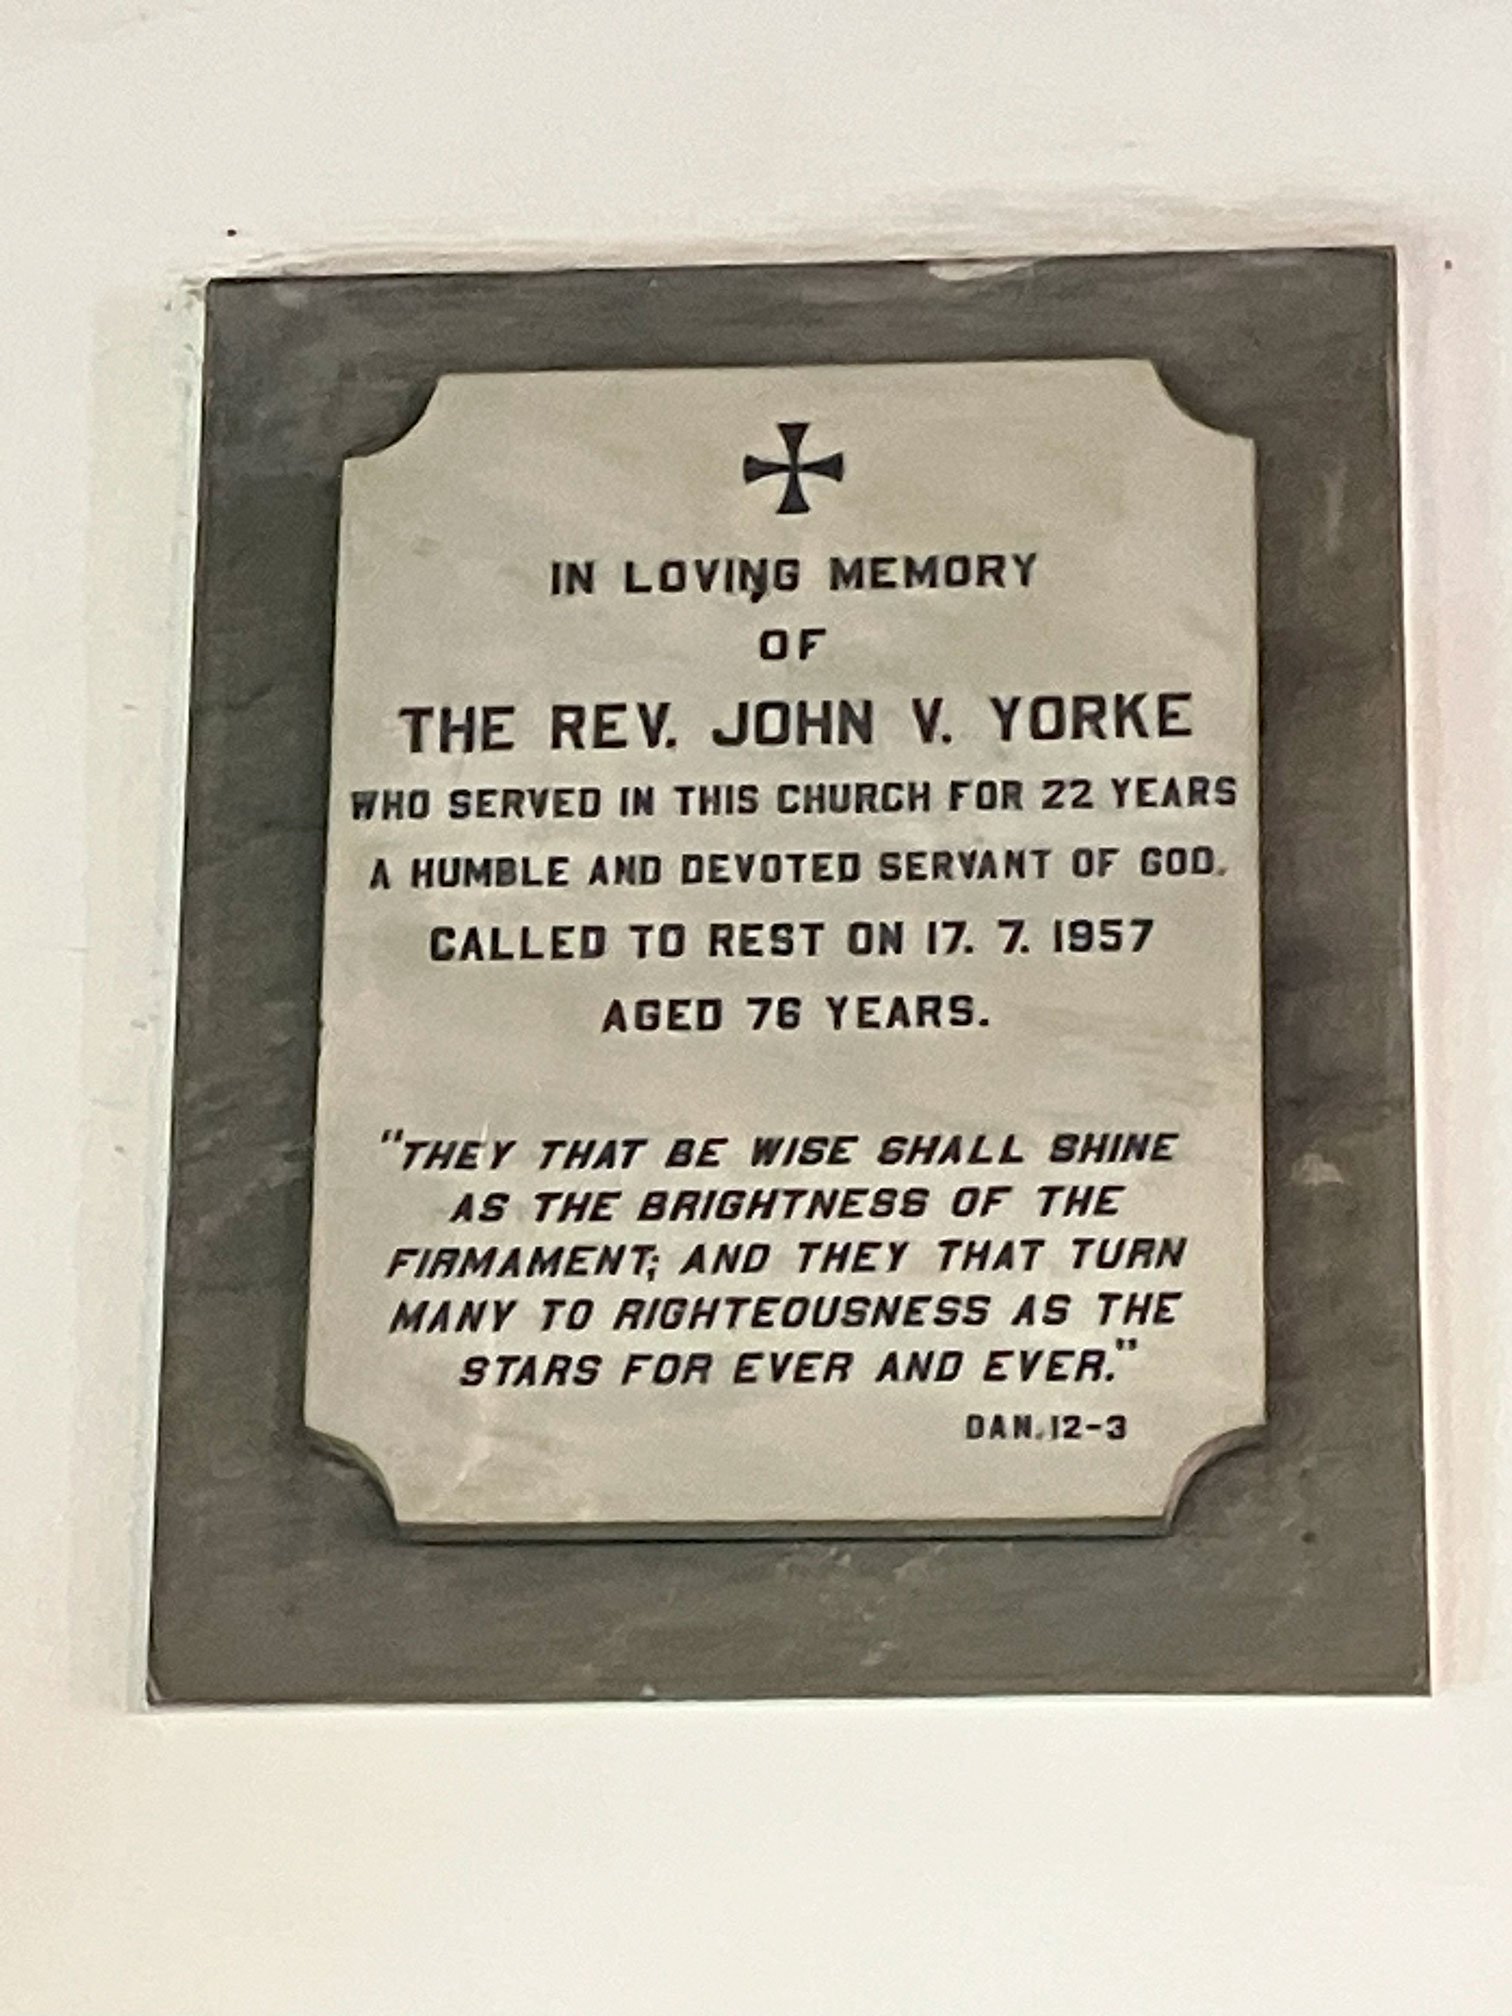 IN LOVING MEMORY
OF
THE REV. JOHN V. YORKE
WHO SERVED IN THIS CHURCH FOR 22 YEARS
A HUMBLE AND DEVOTED SERVANT OF GOD.
CALLED TO REST ON 17. 7. 1957
AGED 76 YEARS.
"THEY THAT BE WISE SHALL SHINE
AS THE BRIGHTNESS OF THE
FIRMAMENT; AND THEY THAT TURN
MANY TO RIGHTEOUSNESS AS THE
STARS FOR EVER AND EVER."
DAN. 12-3